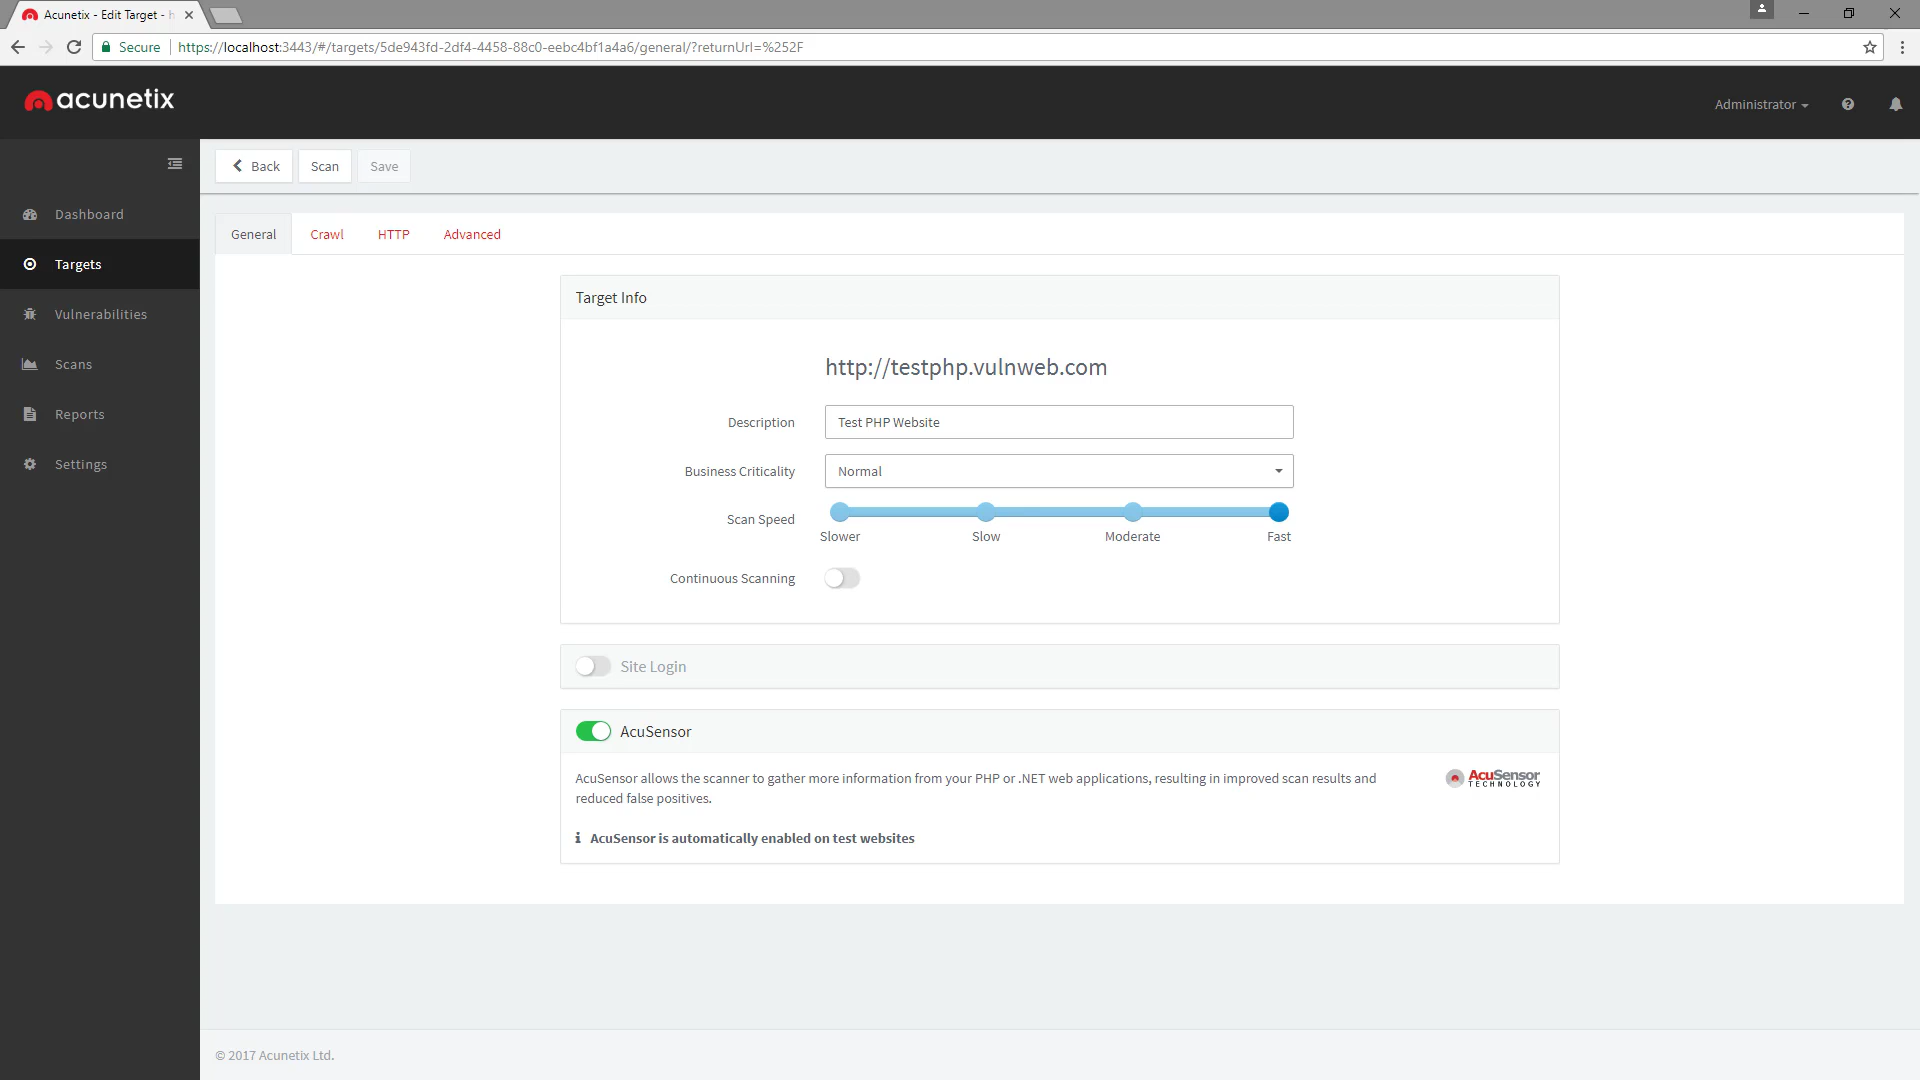 Acunetix - Edit Target - h
Secure https://localhost:3443/#/targets/5de943fd-2df4-4458-88c0-eebc4bf1a4a6/general/?returnUrl=%252F
acunetix
Administrator
Back Scan Save
Dashboard
Targets
Vulnerabilities
Scans
Reports
Settings
General Crawl HTTP Advanced
Target Info
http://testphp.vulnweb.com
Description Test PHP Website
Business Criticality Normal
Scan Speed
Slower Slow Moderate Fast
Continuous Scanning
Site Login
AcuSensor
AcuSensor allows the scanner to gather more information from your PHP or .NET web applications, resulting in improved scan results and
reduced false positives.
AcuSensor
TECHNOLOGY
AcuSensor is automatically enabled on test websites
© 2017 Acunetix Ltd.